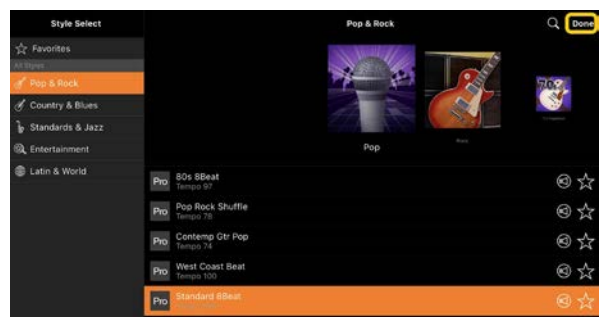 Style Select
Pop & Rock
Done
Favorites
All Styles
Pop & Rock
Country & Blues
Standards & Jazz
Entertainment
Latin & World
70s
Pop
Rock
Pro 80s 8Beat
Tempo 97
Pro Pop Rock Shuffle
Tempo 78
Pro Contemp Gtr Pop
Tempo 74
Pro West Coast Beat
Tempo 100
Pro Standard 8Beat